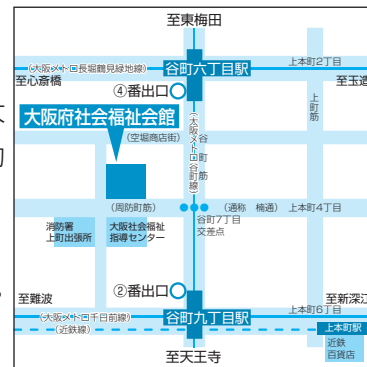 至東梅田
(大阪メトロ長堀鶴見緑地線)
谷町六丁目駅
上本町2丁目
至心斎橋
至玉造
④番出口
大阪府社会福祉会館
(空堀商店街)
谷町筋
(大阪メトロ谷町線)
上町筋
(周防町筋)
(通称 楠通)
上本町4丁目
谷町7丁目
交差点
消防署
上町出張所
大阪社会福祉
指導センター
②番出口
至難波
至新深江
(大阪メトロ千日前線)
谷町九丁目駅
上本町6丁目
(近鉄線)
上本町駅
近鉄
百貨店
至天王寺